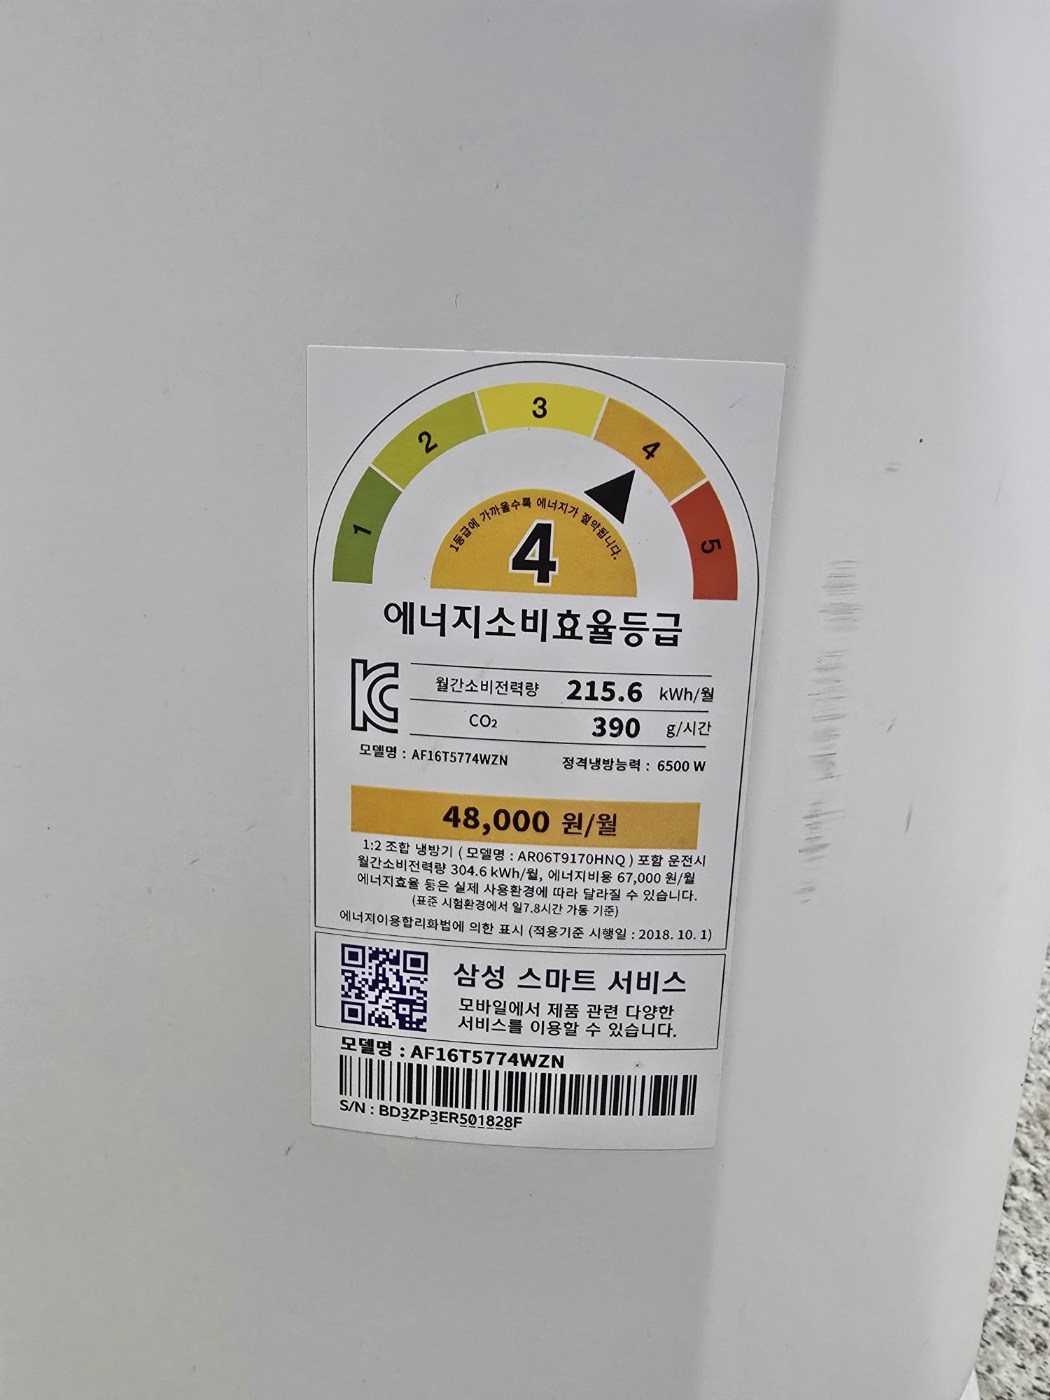 1 2 3 4 5
1등급에 가까울수록 에너지가 절약됩니다.
4
에너지소비효율등급
월간소비전력량 215.6 kWh/월
CO₂ 390 g/시간
모델명 : AF16T5774WZN 정격냉방능력 : 6500 W
48,000 원/월
1:2 조합 냉방기 ( 모델명 : AR06T9170HNQ ) 포함 운전시
월간소비전력량 304.6 kWh/월, 에너지비용 67,000 원/월
에너지효율 등은 실제 사용환경에 따라 달라질 수 있습니다.
(표준 시험환경에서 일7.8시간 가동 기준)
에너지이용합리화법에 의한 표시 (적용기준 시행일 : 2018. 10. 1)
삼성 스마트 서비스
모바일에서 제품 관련 다양한
서비스를 이용할 수 있습니다.
모델명 : AF16T5774WZN
S/N : BD3ZP3ER501828F